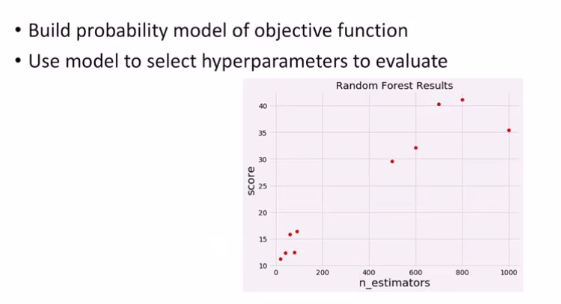 • Build probability model of objective function
• Use model to select hyperparameters to evaluate
Random Forest Results
40
35
30
25
20
15
10
score
0 200 400 600 800 1000
n_estimators